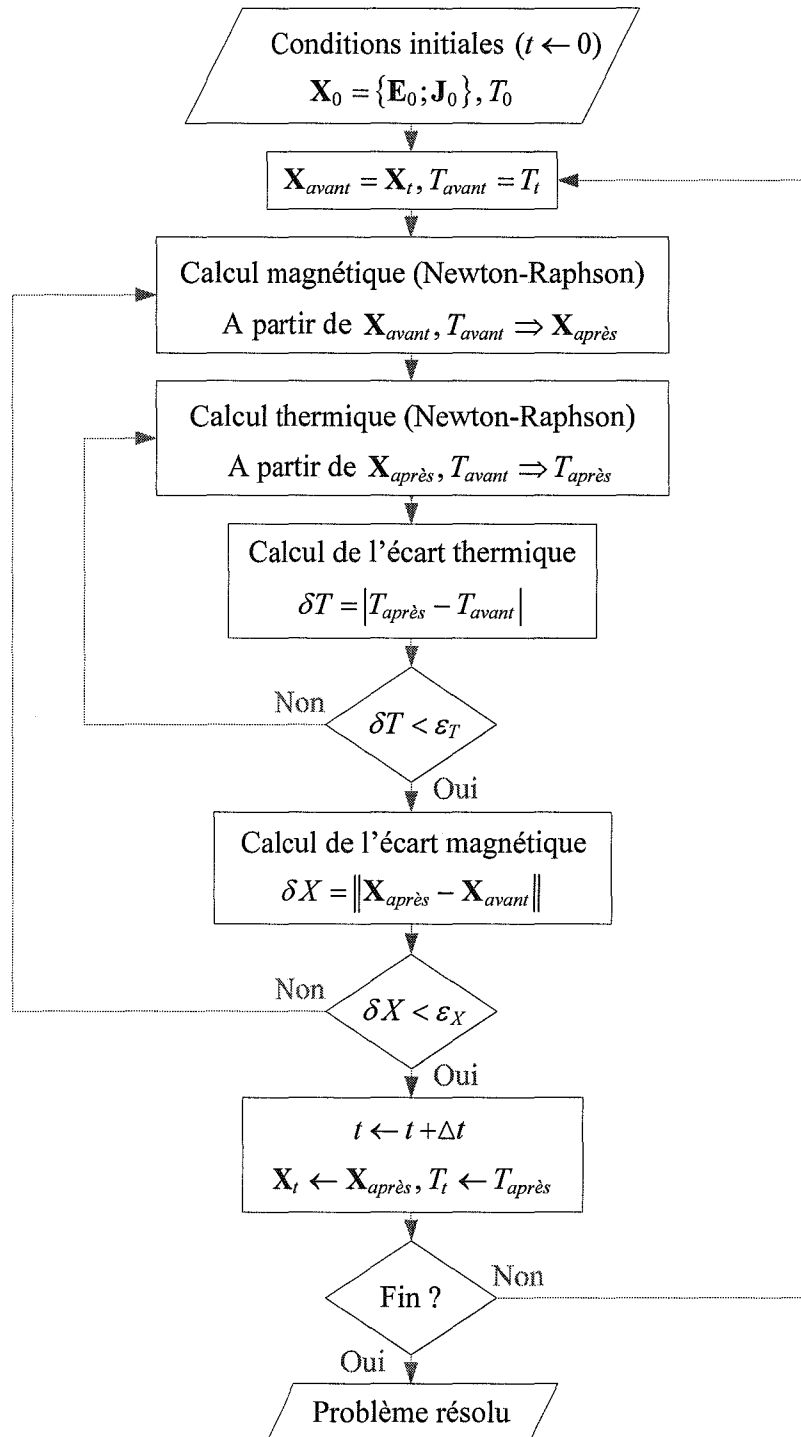 Conditions initiales (t ← 0)
X₀ = {E₀; J₀}, T₀
X_avant = X_t, T_avant = T_t
Calcul magnétique (Newton-Raphson)
A partir de X_avant, T_avant ⇒ X_après
Calcul thermique (Newton-Raphson)
A partir de X_après, T_avant ⇒ T_après
Calcul de l'écart thermique
δT = |T_après − T_avant|
Non
δT < ε_T
Oui
Calcul de l'écart magnétique
δX = ‖X_après − X_avant‖
Non
δX < ε_X
Oui
t ← t + Δt
X_t ← X_après, T_t ← T_après
Fin ?
Non
Oui
Problème résolu